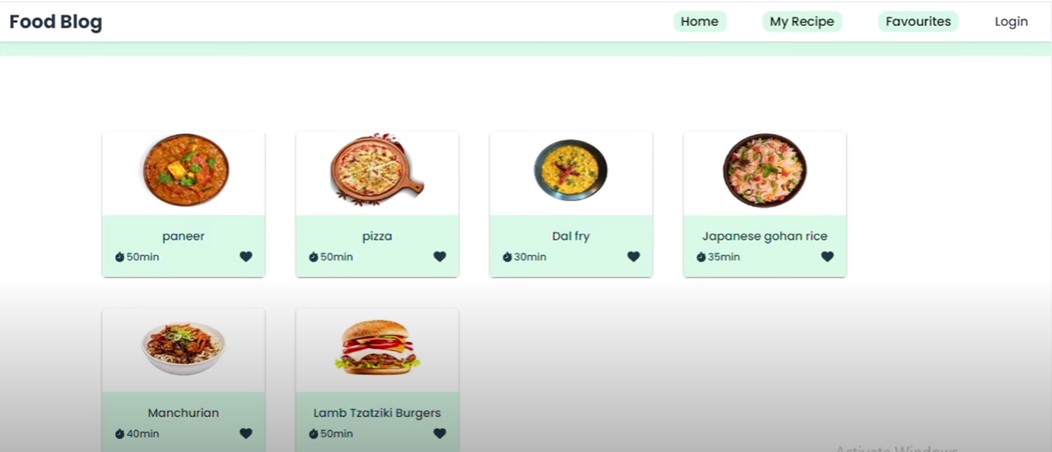 Food Blog
Home
My Recipe
Favourites
Login
paneer
50min
pizza
50min
Dal fry
30min
Japanese gohan rice
35min
Manchurian
40min
Lamb Tzatziki Burgers
50min
Activate Windows